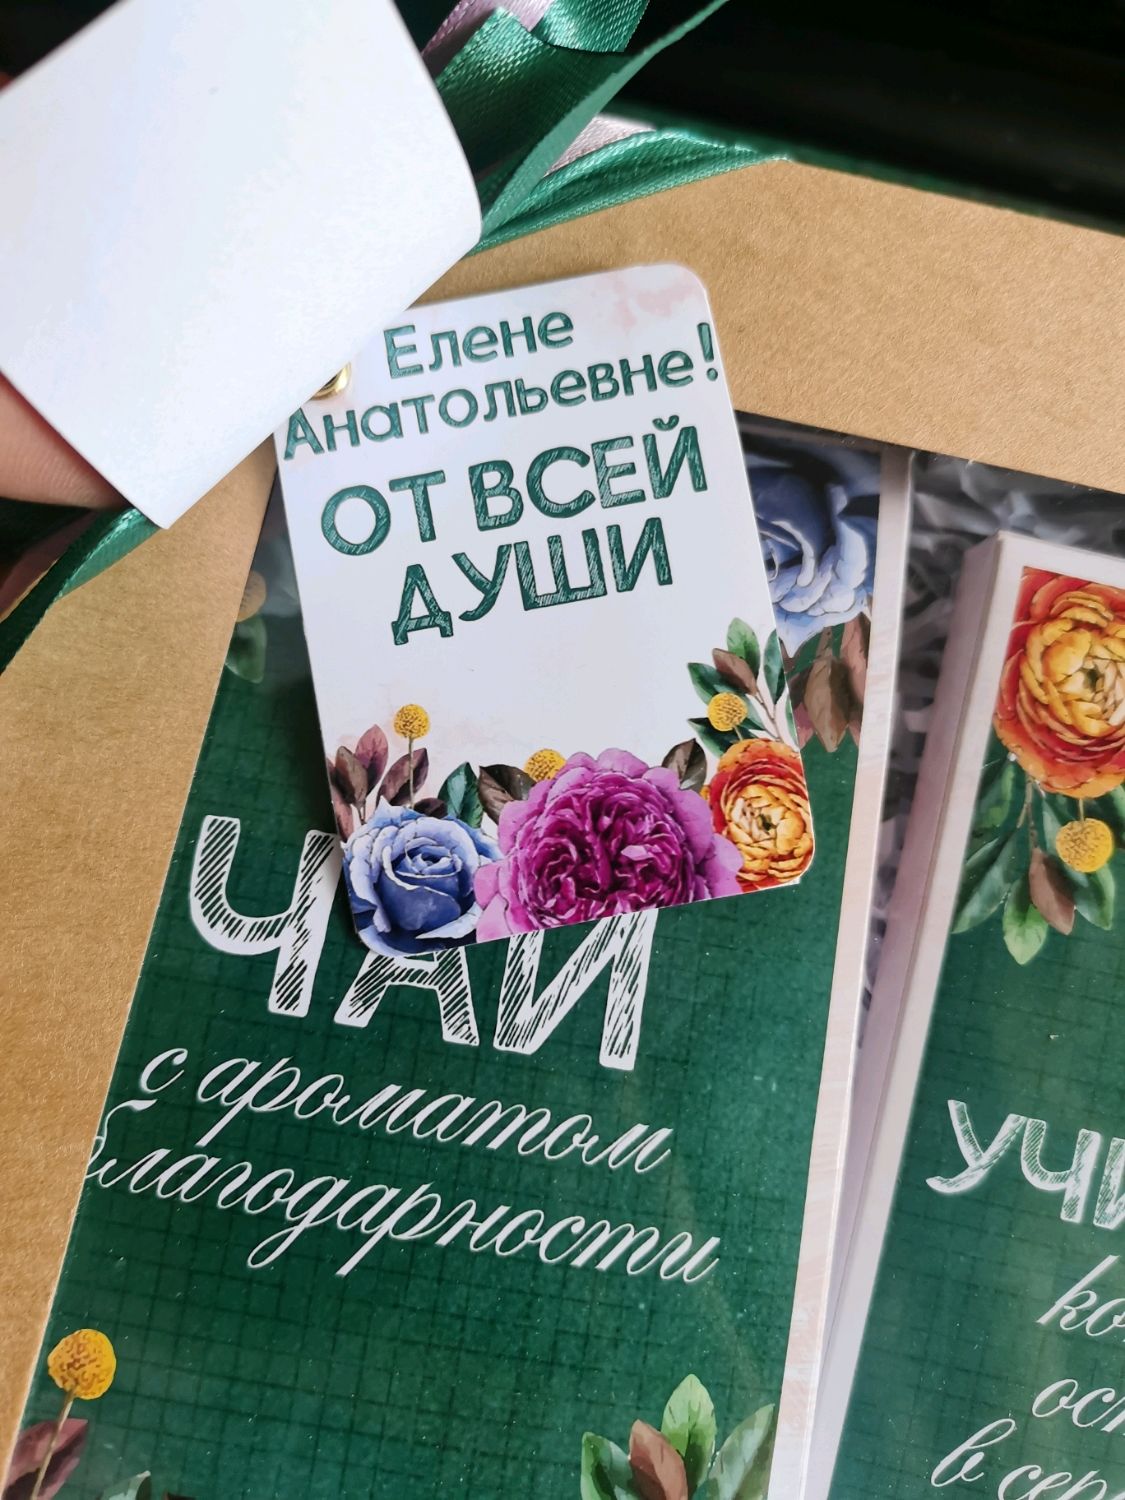 Елене
Анатольевне!
ОТ ВСЕЙ
ДУШИ
ЧАЙ
с ароматом
благодарности